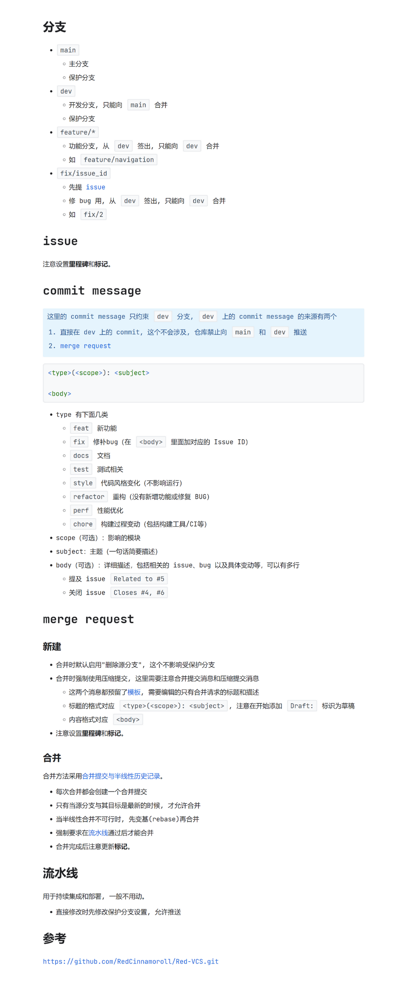 分支
main
主分支
保护分支
dev
开发分支, 只能向 main 合并
保护分支
feature/*
功能分支, 从 dev 签出, 只能向 dev 合并
如 feature/navigation
fix/issue_id
先提 issue
修 bug 用, 从 dev 签出, 只能向 dev 合并
如 fix/2
issue
注意设置里程碑和标记。
commit message
这里的 commit message 只约束 dev 分支, dev 上的 commit message 的来源有两个
1. 直接在 dev 上的 commit, 这个不会涉及, 仓库禁止向 main 和 dev 推送
2. merge request
<type>(<scope>): <subject>
<body>
type 有下面几类
feat 新功能
fix 修补bug（在 <body> 里面加对应的 Issue ID）
docs 文档
test 测试相关
style 代码风格变化（不影响运行）
refactor 重构（没有新增功能或修复 BUG）
perf 性能优化
chore 构建过程变动（包括构建工具/CI等）
scope（可选）：影响的模块
subject：主题（一句话简要描述）
body（可选）：详细描述，包括相关的 issue、bug 以及具体变动等，可以有多行
提及 issue Related to #5
关闭 issue Closes #4, #6
merge request
新建
合并时默认启用"删除源分支", 这个不影响受保护分支
合并时强制使用压缩提交, 这里需要注意合并提交消息和压缩提交消息
这两个消息都预留了模板, 需要编辑的只有合并请求的标题和描述
标题的格式对应 <type>(<scope>): <subject>, 注意在开始添加 Draft: 标识为草稿
内容格式对应 <body>
注意设置里程碑和标记。
合并
合并方法采用合并提交与半线性历史记录。
每次合并都会创建一个合并提交
只有当源分支与其目标是最新的时候, 才允许合并
当半线性合并不可行时, 先变基(rebase)再合并
强制要求在流水线通过后才能合并
合并完成后注意更新标记。
流水线
用于持续集成和部署, 一般不用动。
直接修改时先修改保护分支设置, 允许推送
参考
https://github.com/RedCinnamoroll/Red-VCS.git